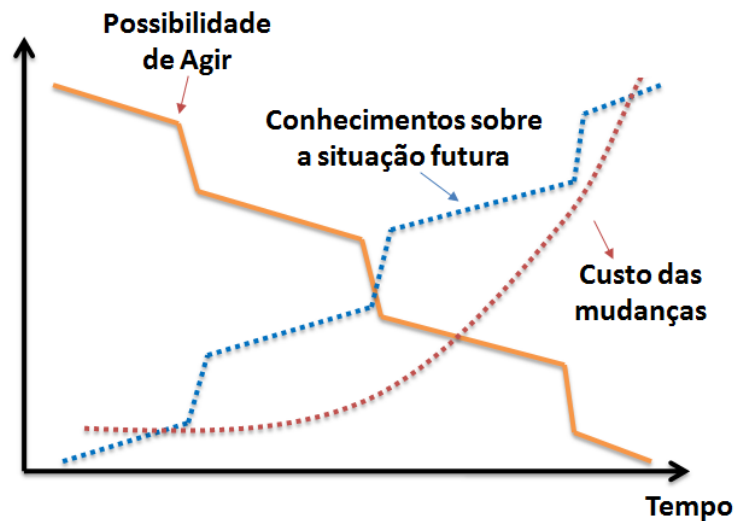 Possibilidade
de Agir
Conhecimentos sobre
a situação futura
Custo das
mudanças
Tempo